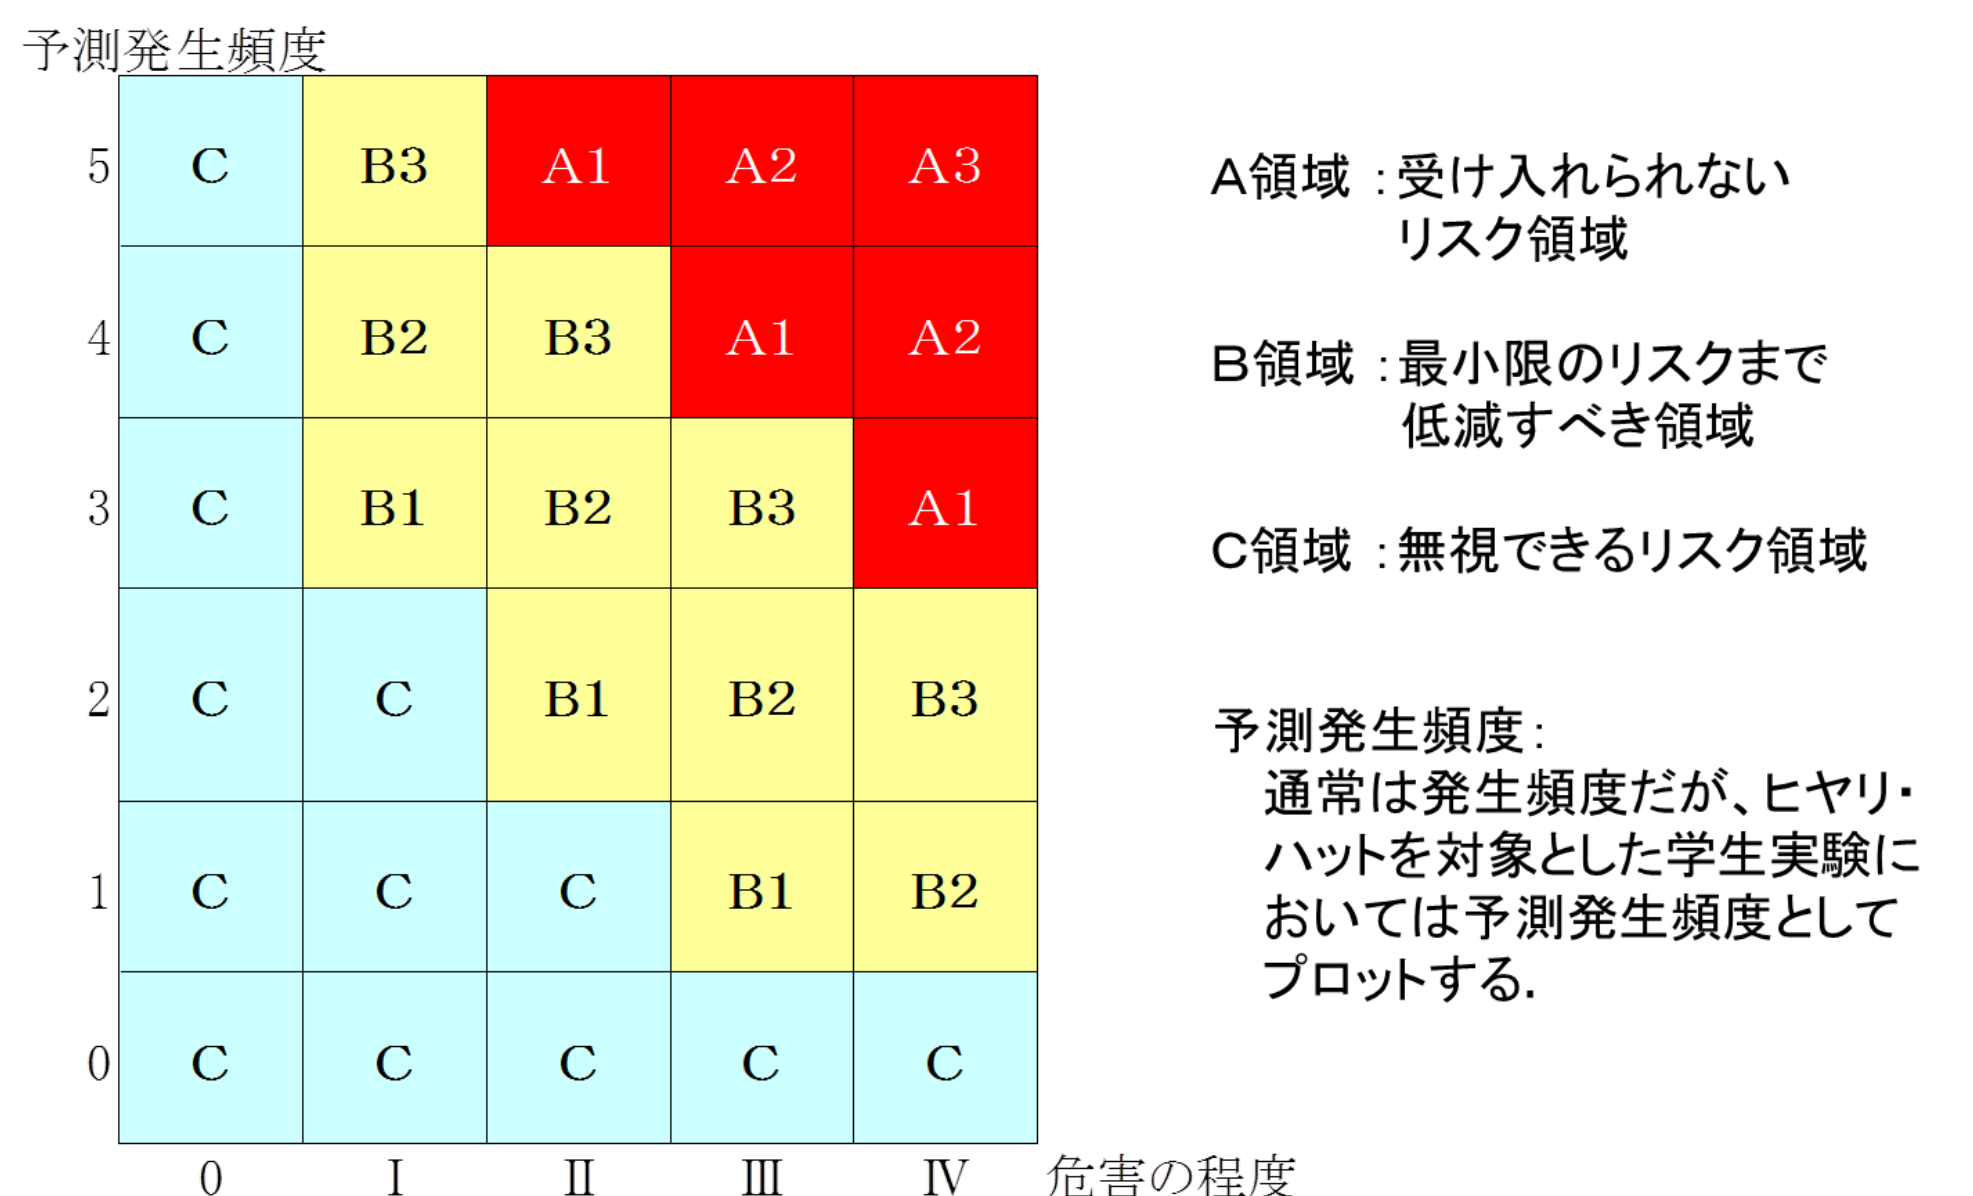 予測発生頻度
5 C B3 A1 A2 A3
4 C B2 B3 A1 A2
3 C B1 B2 B3 A1
2 C C B1 B2 B3
1 C C C B1 B2
0 C C C C C
0 Ⅰ Ⅱ Ⅲ Ⅳ 危害の程度
A領域：受け入れられない
リスク領域
B領域：最小限のリスクまで
低減すべき領域
C領域：無視できるリスク領域
予測発生頻度：
通常は発生頻度だが、ヒヤリ・
ハットを対象とした学生実験に
おいては予測発生頻度として
プロットする.